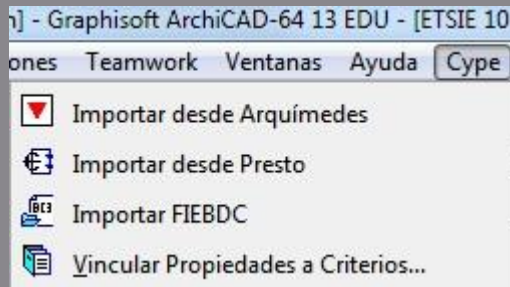 n] - Graphisoft ArchiCAD-64 13 EDU - [ETSIE 10
ones Teamwork Ventanas Ayuda Cype
Importar desde Arquímedes
Importar desde Presto
BC3
Importar FIEBDC
Vincular Propiedades a Criterios...